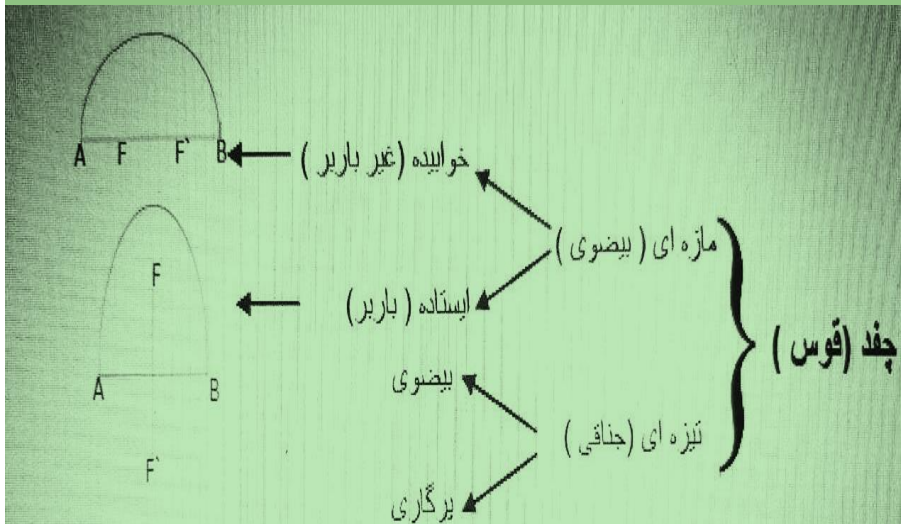 چفد (قوس )
مازه ای ( بیضوی )
خوابیده (غیر باربر )
A F F` B
ایستاده ( باربر)
F
A B
F`
تیزه ای (جناقی )
بیضوی
پرگاری